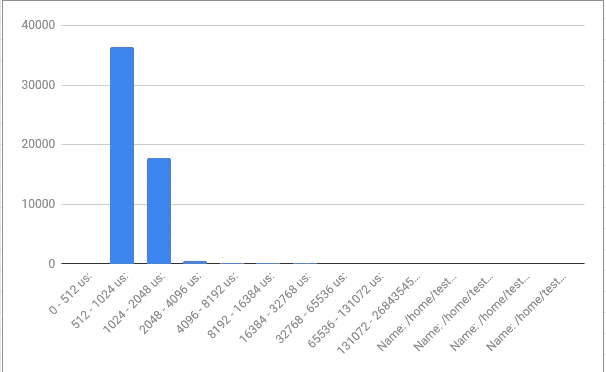 40000
30000
20000
10000
0
0 - 512 us:
512 - 1024 us:
1024 - 2048 us:
2048 - 4096 us:
4096 - 8192 us:
8192 - 16384 us:
16384 - 32768 us:
32768 - 65536 us:
65536 - 131072 us:
131072 - 26843545...
Name: /home/test...
Name: /home/test...
Name: /home/test...
Name: /home/test...